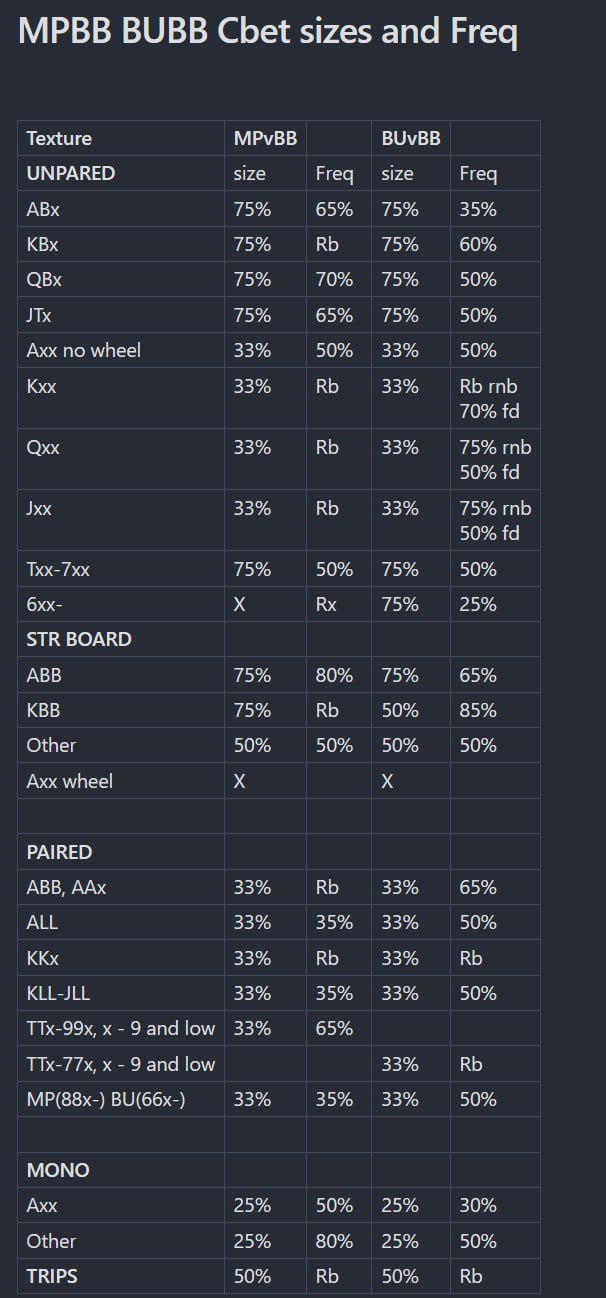 MPBB BUBB Cbet sizes and Freq
Texture MPvBB BUvBB
UNPARED size Freq size Freq
ABx 75% 65% 75% 35%
KBx 75% Rb 75% 60%
QBx 75% 70% 75% 50%
JTx 75% 65% 75% 50%
Axx no wheel 33% 50% 33% 50%
Kxx 33% Rb 33% Rb rnb
70% fd
Qxx 33% Rb 33% 75% rnb
50% fd
Jxx 33% Rb 33% 75% rnb
50% fd
Txx-7xx 75% 50% 75% 50%
6xx- X Rx 75% 25%
STR BOARD
ABB 75% 80% 75% 65%
KBB 75% Rb 50% 85%
Other 50% 50% 50% 50%
Axx wheel X X
PAIRED
ABB, AAx 33% Rb 33% 65%
ALL 33% 35% 33% 50%
KKx 33% Rb 33% Rb
KLL-JLL 33% 35% 33% 50%
TTx-99x, x - 9 and low 33% 65%
TTx-77x, x - 9 and low 33% Rb
MP(88x-) BU(66x-) 33% 35% 33% 50%
MONO
Axx 25% 50% 25% 30%
Other 25% 80% 25% 50%
TRIPS 50% Rb 50% Rb